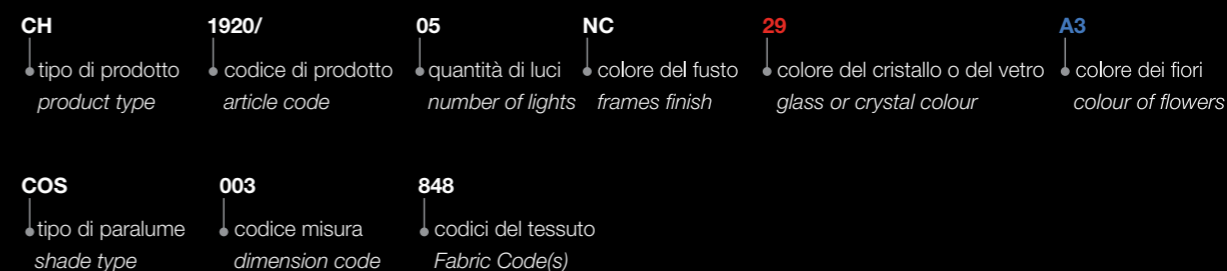 CH 1920/ 05 NC 29 A3
tipo di prodotto codice di prodotto quantità di luci colore del fusto colore del cristallo o del vetro colore dei fiori
product type article code number of lights frames finish glass or crystal colour colour of flowers
COS 003 848
tipo di paralume codice misura codici del tessuto
shade type dimension code Fabric Code(s)